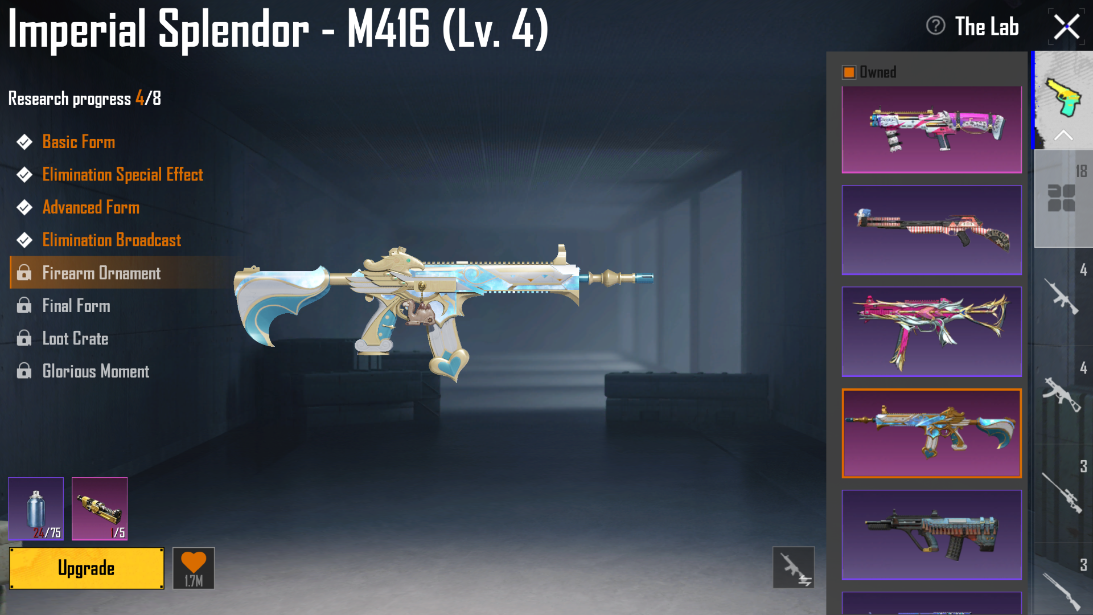 Imperial Splendor - M416 (Lv. 4)
? The Lab
Research progress 4/8
Owned
Basic Form
Elimination Special Effect
Advanced Form
Elimination Broadcast
Firearm Ornament
Final Form
Loot Crate
Glorious Moment
18
4
4
3
3
24/75
1/5
Upgrade
1.7M